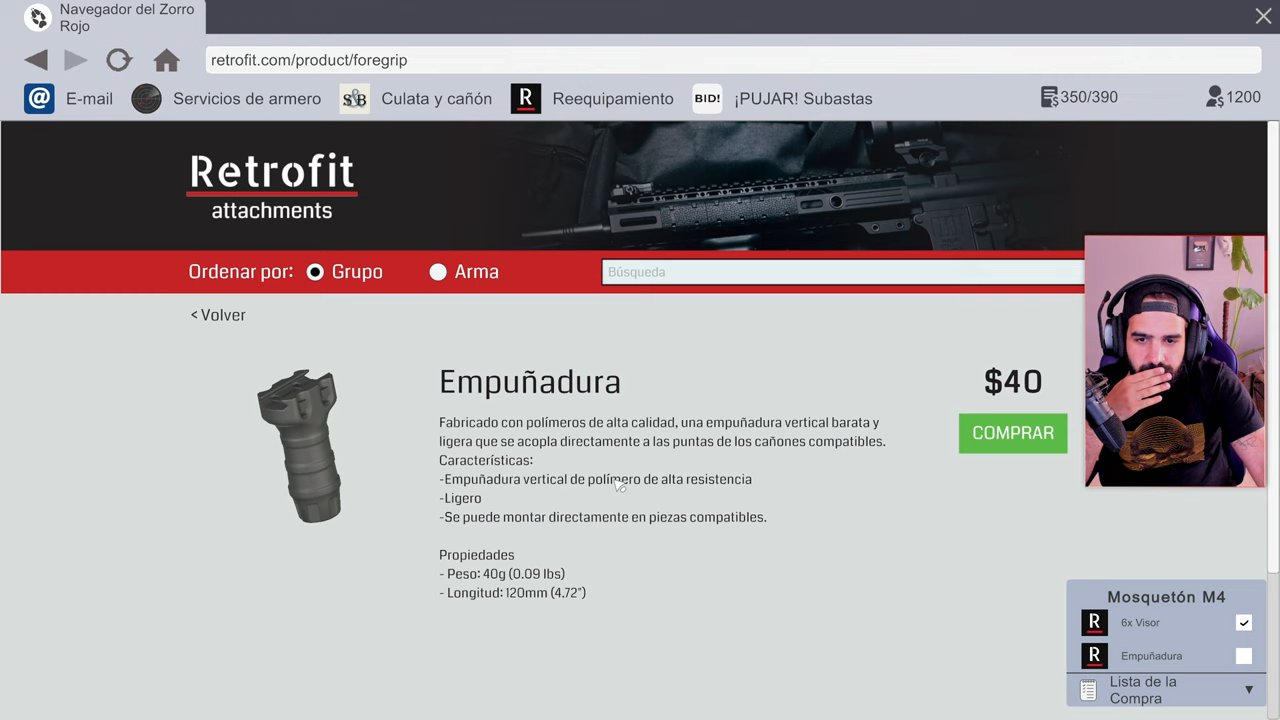 Navegador del Zorro
Rojo
retrofit.com/product/foregrip
@ E-mail
Servicios de armero
S&B Culata y cañón
R Reequipamiento
BID! ¡PUJAR! Subastas
350/390
1200
Retrofit
attachments
Ordenar por: Grupo Arma
Búsqueda
< Volver
Empuñadura
$40
COMPRAR
Fabricado con polímeros de alta calidad, una empuñadura vertical barata y
ligera que se acopla directamente a las puntas de los cañones compatibles.
Características:
-Empuñadura vertical de polímero de alta resistencia
-Ligero
-Se puede montar directamente en piezas compatibles.
Propiedades
- Peso: 40g (0.09 lbs)
- Longitud: 120mm (4.72")
Mosquetón M4
R 6x Visor
R Empuñadura
Lista de la
Compra